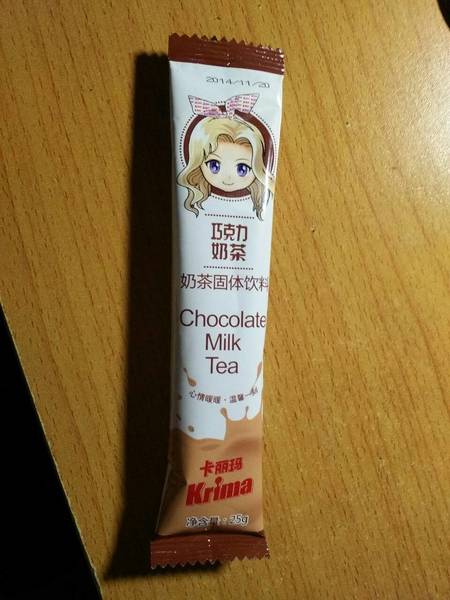 2014/11/20
巧克力
奶茶
奶茶固体饮料
Chocolate
Milk
Tea
心情暖暖·温馨一
卡丽玛
Krima
净含量:25g